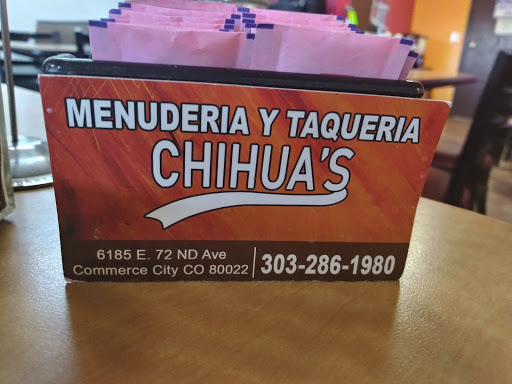 MENUDERIA Y TAQUERIA
CHIHUA'S
6185 E. 72 ND Ave
Commerce City CO 80022
303-286-1980